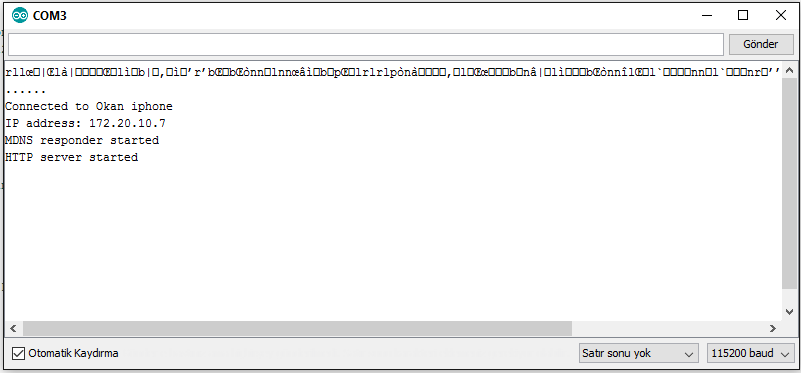 COM3
Gönder
......
Connected to Okan iphone
IP address: 172.20.10.7
MDNS responder started
HTTP server started
Otomatik Kaydırma
Satır sonu yok
115200 baud